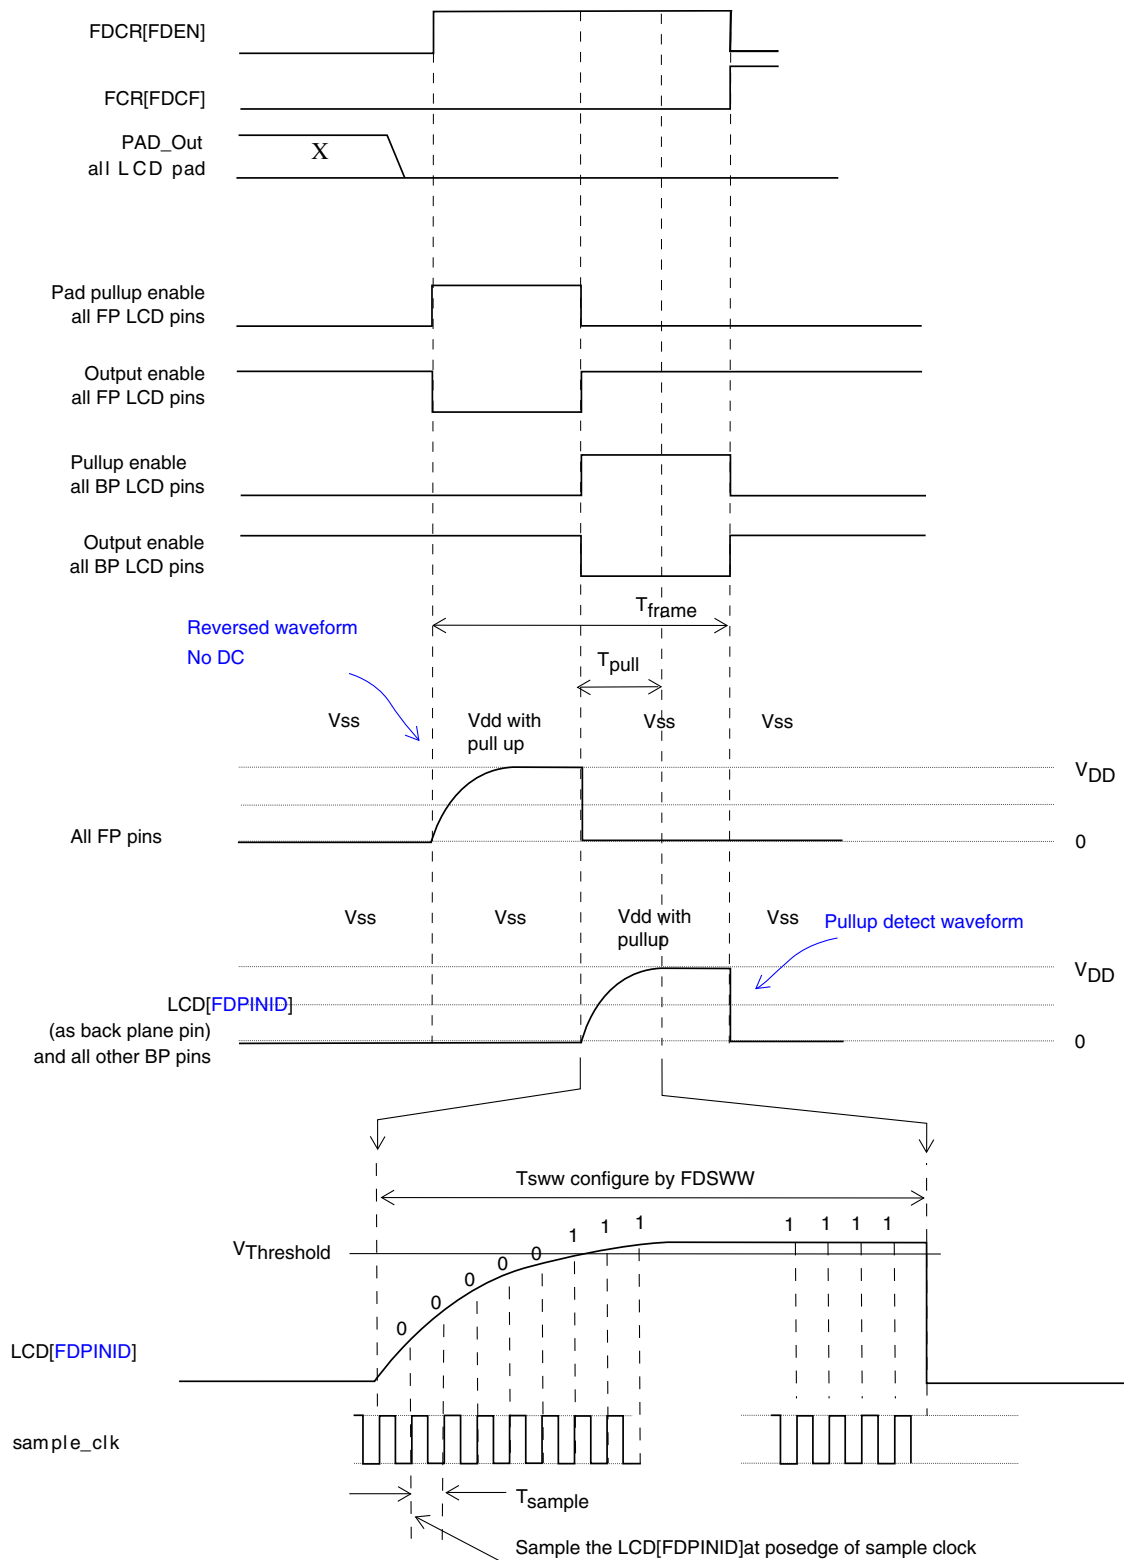 FDCR[FDEN]
FCR[FDCF]
PAD_Out
all LCD pad
X
Pad pullup enable
all FP LCD pins
Output enable
all FP LCD pins
Pullup enable
all BP LCD pins
Output enable
all BP LCD pins
Tframe
Reversed waveform
No DC
Tpull
Vss
Vdd with
pull up
Vss
Vss
VDD
All FP pins
0
Vss
Vss
Vdd with
pullup
Vss
Pullup detect waveform
VDD
LCD[FDPINID]
(as back plane pin)
and all other BP pins
0
Tsww configure by FDSWW
VThreshold
0 0 0 0 0 1 1 1 1 1 1 1
LCD[FDPINID]
sample_clk
Tsample
Sample the LCD[FDPINID]at posedge of sample clock